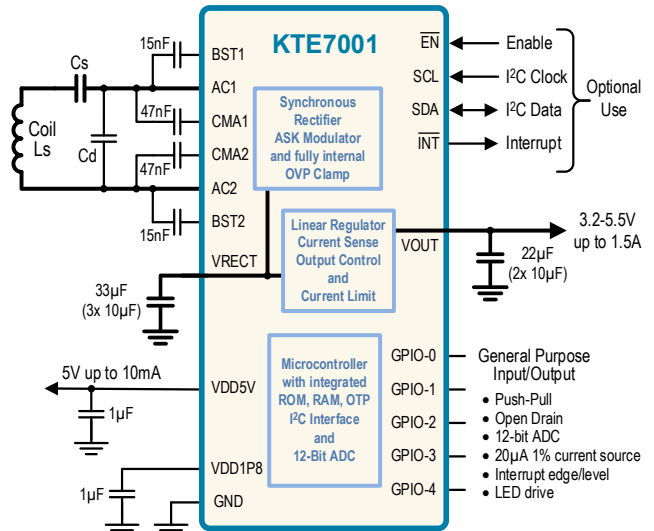 KTE7001
15nF
BST1
Cs
AC1
47nF
CMA1
Coil
Ls
Cd
CMA2
47nF
AC2
BST2
15nF
VRECT
33µF
(3x 10µF)
5V up to 10mA
VDD5V
1µF
VDD1P8
1µF
GND
Synchronous
Rectifier
ASK Modulator
and fully internal
OVP Clamp
Linear Regulator
Current Sense
Output Control
and
Current Limit
Microcontroller
with integrated
ROM, RAM, OTP
I²C Interface
and
12-Bit ADC
EN
Enable
SCL
I²C Clock
SDA
I²C Data
INT
Interrupt
Optional
Use
VOUT
3.2-5.5V
up to 1.5A
22µF
(2x 10µF)
GPIO-0
GPIO-1
GPIO-2
GPIO-3
GPIO-4
General Purpose
Input/Output
• Push-Pull
• Open Drain
• 12-bit ADC
• 20µA 1% current source
• Interrupt edge/level
• LED drive